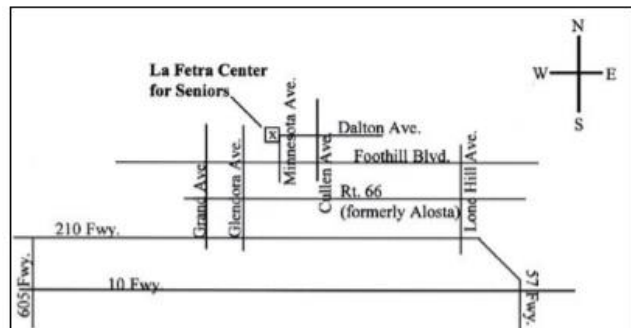 N
La Fetra Center
for Seniors
W E
S
x
Minnesota Ave.
Dalton Ave.
Cullen Ave.
Foothill Blvd.
Lone Hill Ave.
Grand Ave.
Glendora Ave.
Rt. 66
(formerly Alosta)
210 Fwy.
605 Fwy.
10 Fwy.
57 Fwy.